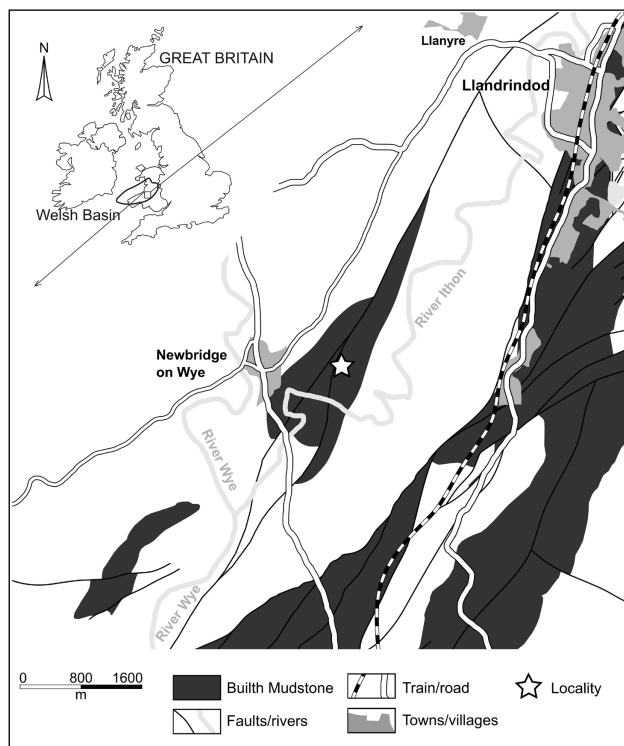 N
GREAT BRITAIN
Welsh Basin
Llanyre
Llandrindod
River Ithon
Newbridge
on Wye
River Wye
River Wye
0 800 1600
m
Builth Mudstone
Train/road
Locality
Faults/rivers
Towns/villages